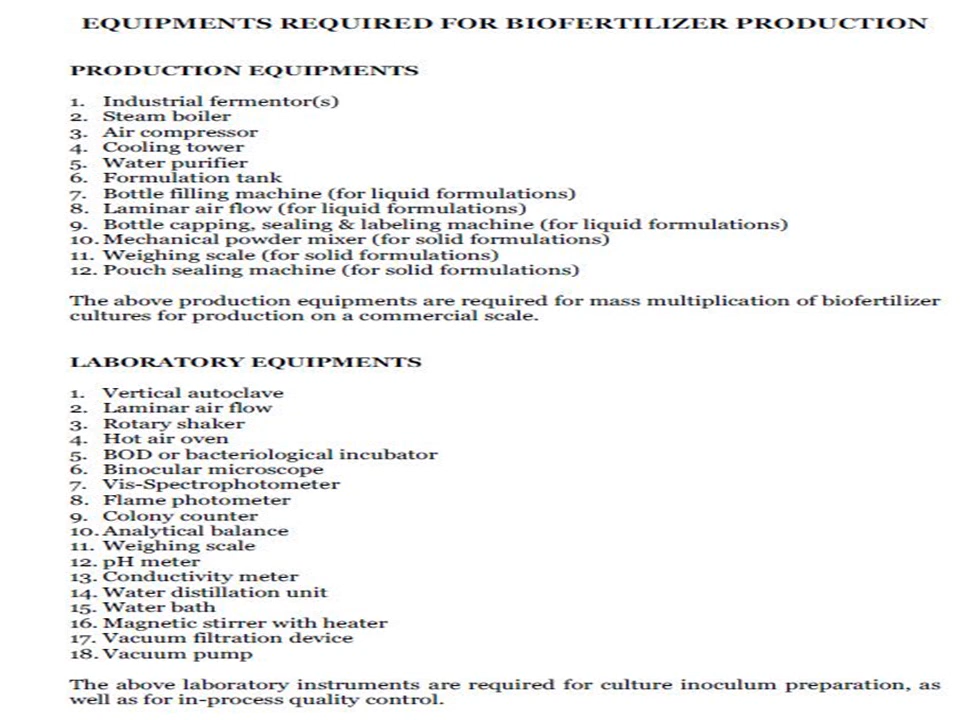 EQUIPMENTS REQUIRED FOR BIOFERTILIZER PRODUCTION
PRODUCTION EQUIPMENTS
1. Industrial fermentor(s)
2. Steam boiler
3. Air compressor
4. Cooling tower
5. Water purifier
6. Formulation tank
7. Bottle filling machine (for liquid formulations)
8. Laminar air flow (for liquid formulations)
9. Bottle capping, sealing & labeling machine (for liquid formulations)
10. Mechanical powder mixer (for solid formulations)
11. Weighing scale (for solid formulations)
12. Pouch sealing machine (for solid formulations)
The above production equipments are required for mass multiplication of biofertilizer
cultures for production on a commercial scale.
LABORATORY EQUIPMENTS
1. Vertical autoclave
2. Laminar air flow
3. Rotary shaker
4. Hot air oven
5. BOD or bacteriological incubator
6. Binocular microscope
7. Vis-Spectrophotometer
8. Flame photometer
9. Colony counter
10. Analytical balance
11. Weighing scale
12. pH meter
13. Conductivity meter
14. Water distillation unit
15. Water bath
16. Magnetic stirrer with heater
17. Vacuum filtration device
18. Vacuum pump
The above laboratory instruments are required for culture inoculum preparation, as
well as for in-process quality control.